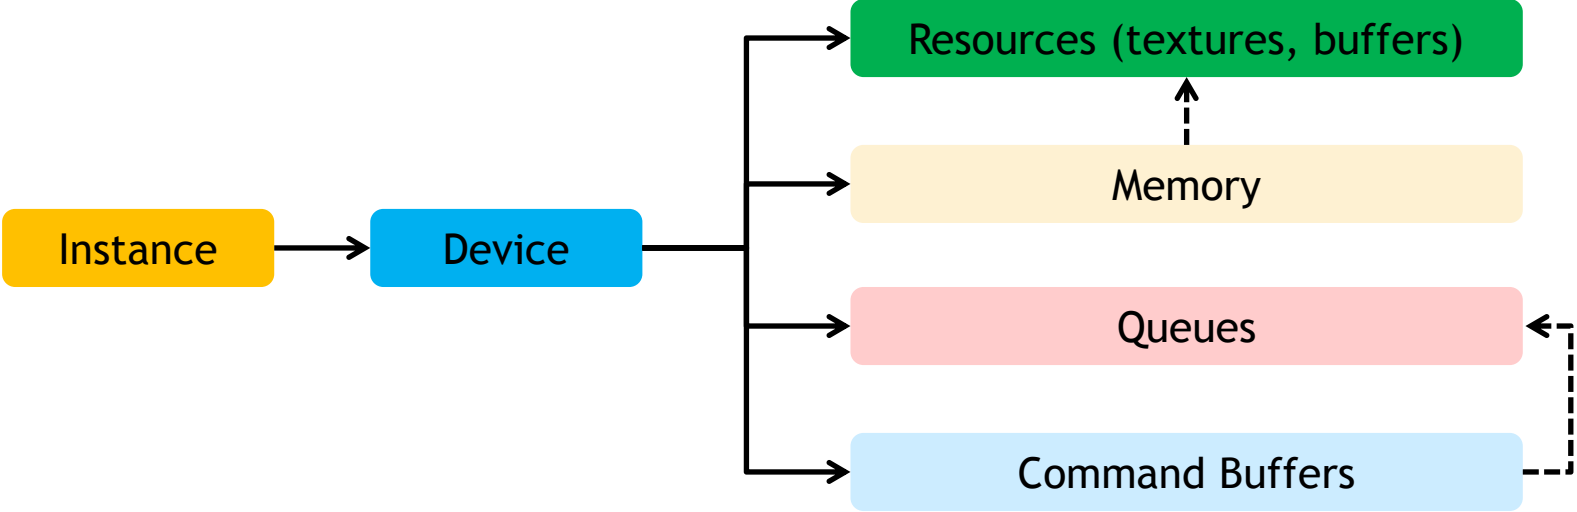 Resources (textures, buffers)
Memory
Instance
Device
Queues
Command Buffers